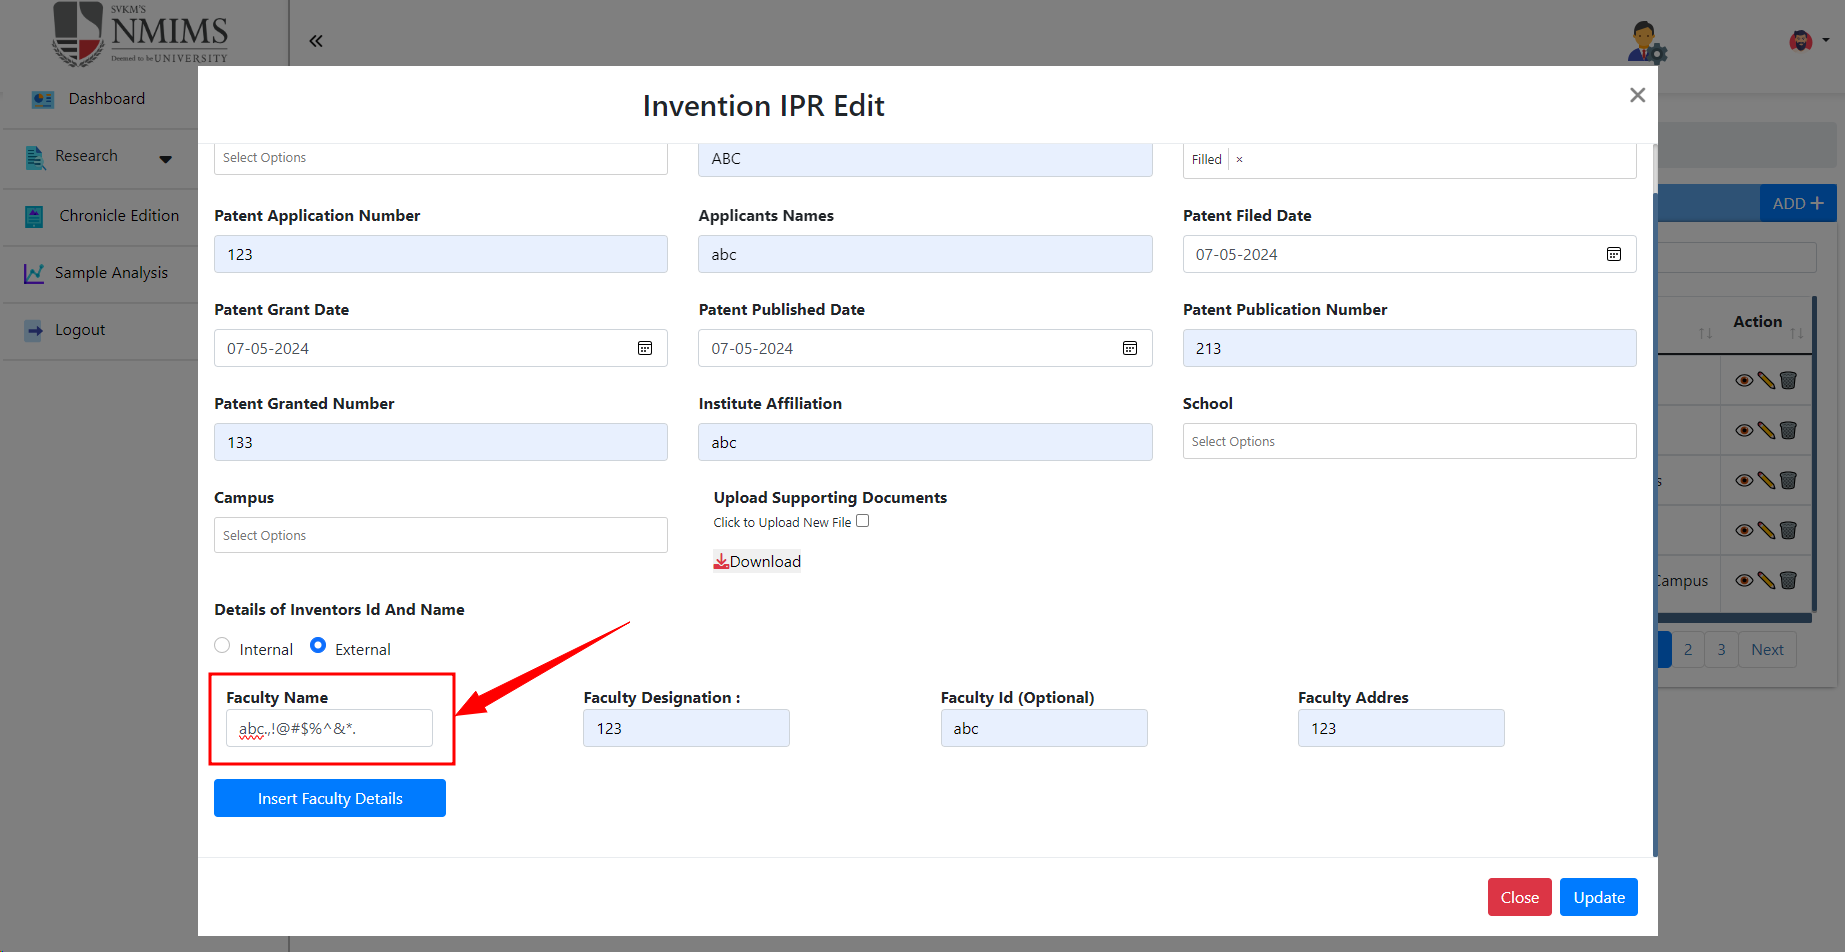 SVKM'S
NMIMS
Deemed to be UNIVERSITY
Dashboard
Research
Chronicle Edition
Sample Analysis
Logout
Invention IPR Edit
Select Options
ABC
Filled ×
Patent Application Number
Applicants Names
Patent Filed Date
123
abc
07-05-2024
Patent Grant Date
Patent Published Date
Patent Publication Number
07-05-2024
07-05-2024
213
Patent Granted Number
Institute Affiliation
School
133
abc
Select Options
Campus
Upload Supporting Documents
Click to Upload New File
Select Options
Download
Details of Inventors Id And Name
Internal
External
Faculty Name
Faculty Designation :
Faculty Id (Optional)
Faculty Addres
abc.,!@#$%^&*.
123
abc
123
Insert Faculty Details
Close
Update
ADD +
Action
s
Campus
2
3
Next